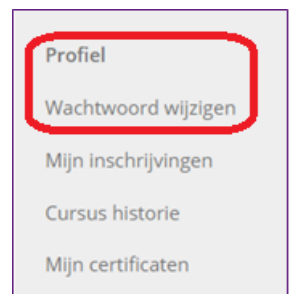 Profiel
Wachtwoord wijzigen
Mijn inschrijvingen
Cursus historie
Mijn certificaten